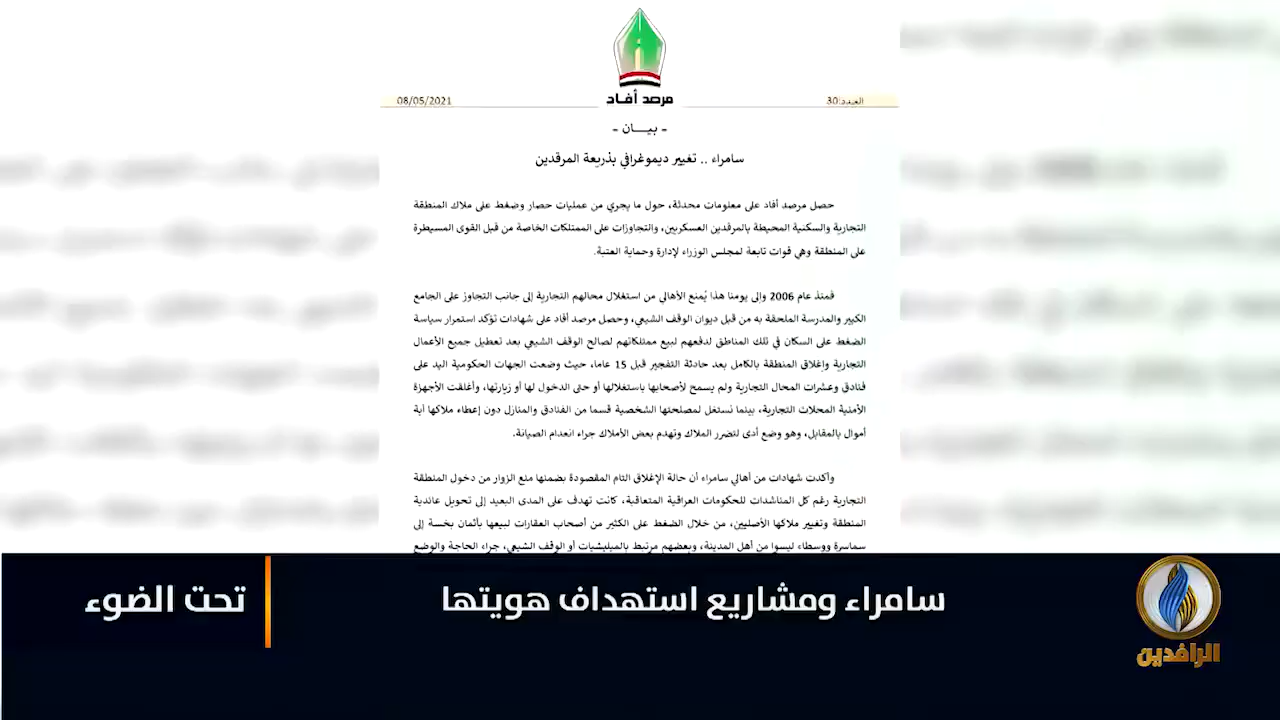 مرصد أفاد
العدد:30
08/05/2021
- بيـــان -
سامراء .. تغيير ديموغرافي بذريعة المرقدين
حصل مرصد أفاد على معلومات محدثة، حول ما يجري من عمليات حصار وضغط على ملاك المنطقة
التجارية والسكنية المحيطة بالمرقدين العسكريين، والتجاوزات على الممتلكات الخاصة من قبل القوى المسيطرة
على المنطقة وهي قوات تابعة لمجلس الوزراء لإدارة وحماية العتبة.
فمنذ عام 2006 وإلى يومنا هذا يُمنع الأهالي من استغلال محالهم التجارية إلى جانب التجاوز على الجامع
الكبير والمدرسة الملحقة به من قبل ديوان الوقف الشيعي، وحصل مرصد أفاد على شهادات تؤكد استمرار سياسة
الضغط على السكان في تلك المناطق لدفعهم لبيع ممتلكاتهم لصالح الوقف الشيعي بعد تعطيل جميع الأعمال
التجارية وإغلاق المنطقة بالكامل بعد حادثة التفجير قبل 15 عاما، حيث وضعت الجهات الحكومية اليد على
فنادق وعشرات المحال التجارية ولم يسمح لأصحابها باستغلالها أو حتى الدخول لها أو زيارتها، وأغلقت الأجهزة
الأمنية المحلات التجارية، بينما تستغل لمصلحتها الشخصية قسما من الفنادق والمنازل دون إعطاء ملاكها أية
أموال بالمقابل، وهو وضع أدى لتضرر الملاك وتهدم بعض الأملاك جراء انعدام الصيانة.
وأكدت شهادات من أهالي سامراء أن حالة الإغلاق التام المقصودة بضمنها منع الزوار من دخول المنطقة
التجارية رغم كل المناشدات للحكومات العراقية المتعاقبة، كانت تهدف على المدى البعيد إلى تحويل عائدية
المنطقة وتغيير ملاكها الأصليين، من خلال الضغط على الكثير من أصحاب العقارات لبيعها بأثمان بخسة إلى
سماسرة ووسطاء ليسوا من أهل المدينة، وبعضهم مرتبط بالميليشيات أو الوقف الشيعي، جراء الحاجة والوضع
سامراء ومشاريع استهداف هويتها
تحت الضوء
الرافدين